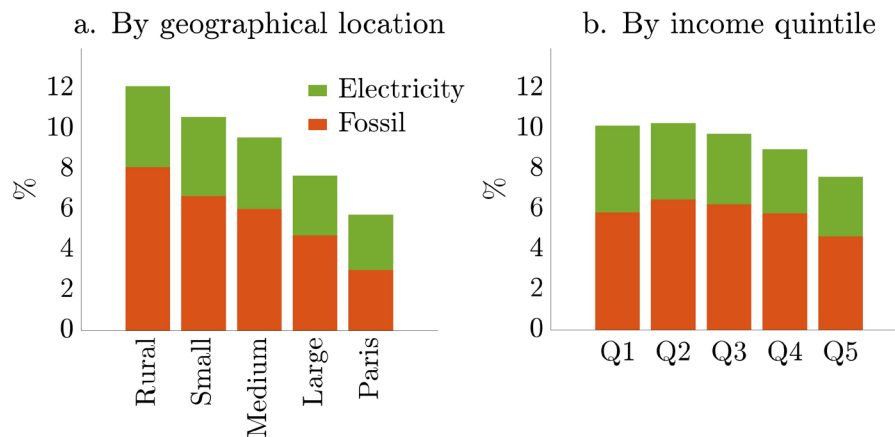 a. By geographical location
Electricity
Fossil
%
12
10
8
6
4
2
0
Rural
Small
Medium
Large
Paris
b. By income quintile
%
12
10
8
6
4
2
0
Q1 Q2 Q3 Q4 Q5